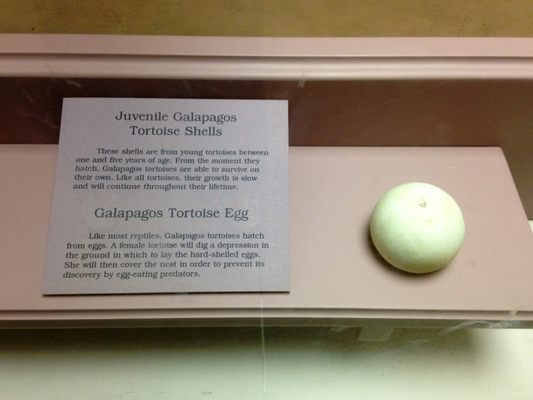 Juvenile Galapagos
Tortoise Shells
These shells are from young tortoises between
one and five years of age. From the moment they
hatch, Galapagos tortoises are able to survive on
their own. Like all tortoises, their growth is slow
and will continue throughout their lifetime.
Galapagos Tortoise Egg
Like most reptiles, Galapagos tortoises hatch
from eggs. A female tortoise will dig a depression in
the ground in which to lay the hard-shelled eggs.
She will then cover the nest in order to prevent its
discovery by egg-eating predators.